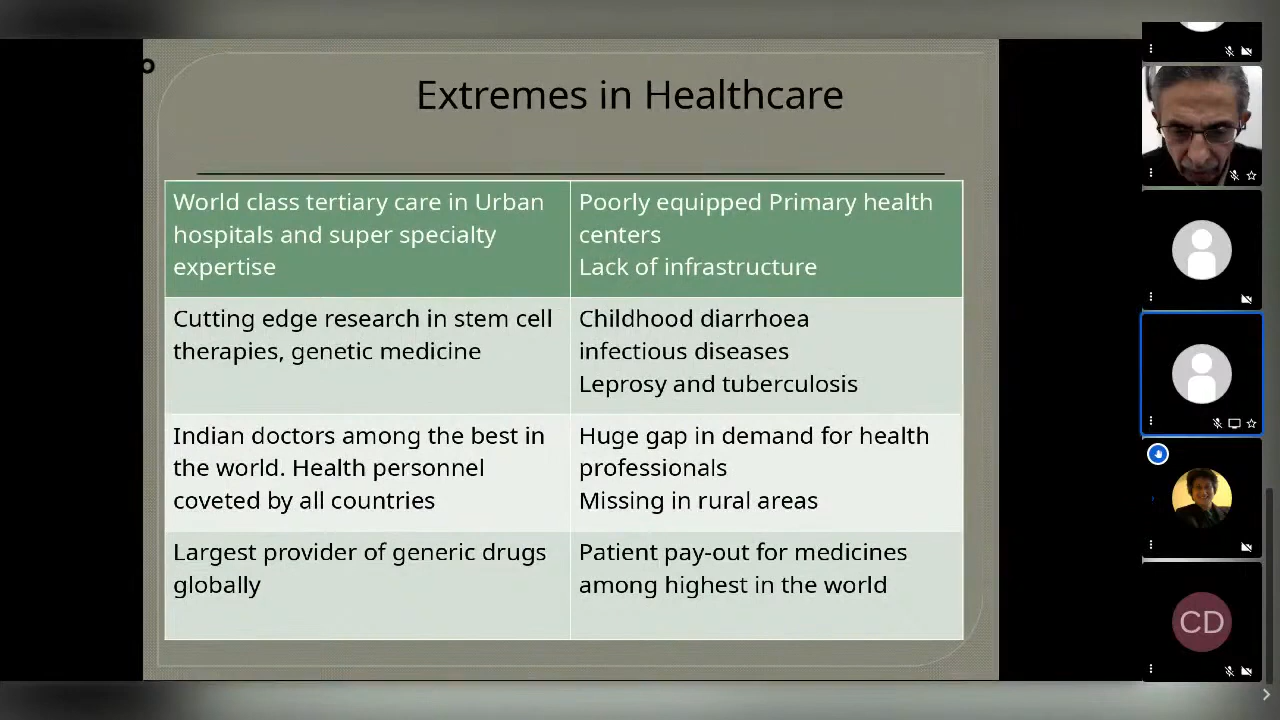 o
Extremes in Healthcare
World class tertiary care in Urban
hospitals and super specialty
expertise
Poorly equipped Primary health
centers
Lack of infrastructure
Cutting edge research in stem cell
therapies, genetic medicine
Childhood diarrhoea
infectious diseases
Leprosy and tuberculosis
Indian doctors among the best in
the world. Health personnel
coveted by all countries
Huge gap in demand for health
professionals
Missing in rural areas
Largest provider of generic drugs
globally
Patient pay-out for medicines
among highest in the world
CD